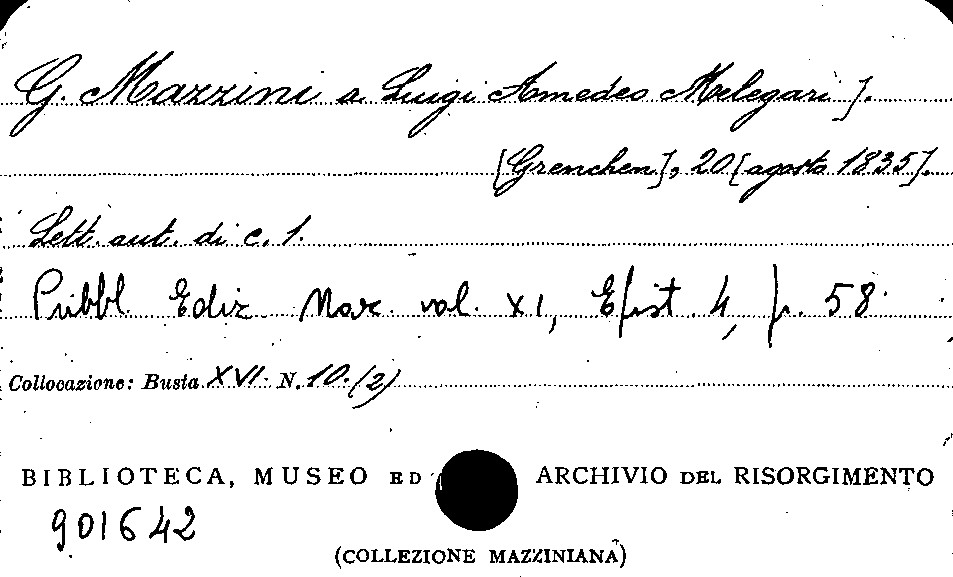 G. Mazzini a Luigi Amedeo Melegari].
[Grenchen], 20 [agosto 1835].
Lett. aut. di c. 1.
Pubbl. Ediz. Naz. vol. XI, Epist. 4, p. 58.
Collocazione: Busta XVI. N. 10. (2)
BIBLIOTECA, MUSEO ED ARCHIVIO DEL RISORGIMENTO
901642
(COLLEZIONE MAZZINIANA)